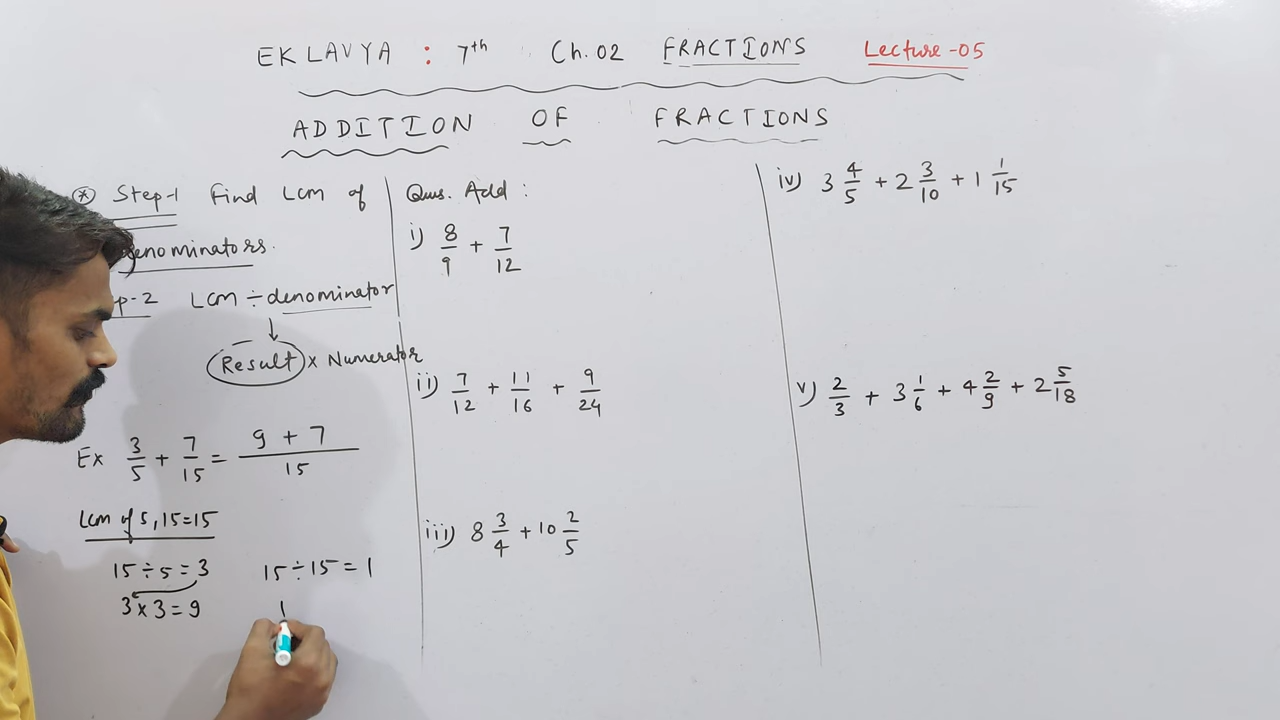 EKLAVYA : 7th Ch.02 FRACTIONS Lecture-05
ADDITION OF FRACTIONS
* Step-1 Find LCM of
denominators.
p-2 LCM ÷ denominator
↓
Result × Numerator
Ex 3/5 + 7/15 = 9 + 7/15
LCM of 5,15=15
15÷5=3 15÷15=1
3×3=9 1
Ques. Add :
i) 8/9 + 7/12
ii) 7/12 + 11/16 + 9/24
iii) 8 3/4 + 10 2/5
iv) 3 4/5 + 2 3/10 + 1 1/15
v) 2/3 + 3 1/6 + 4 2/9 + 2 5/18